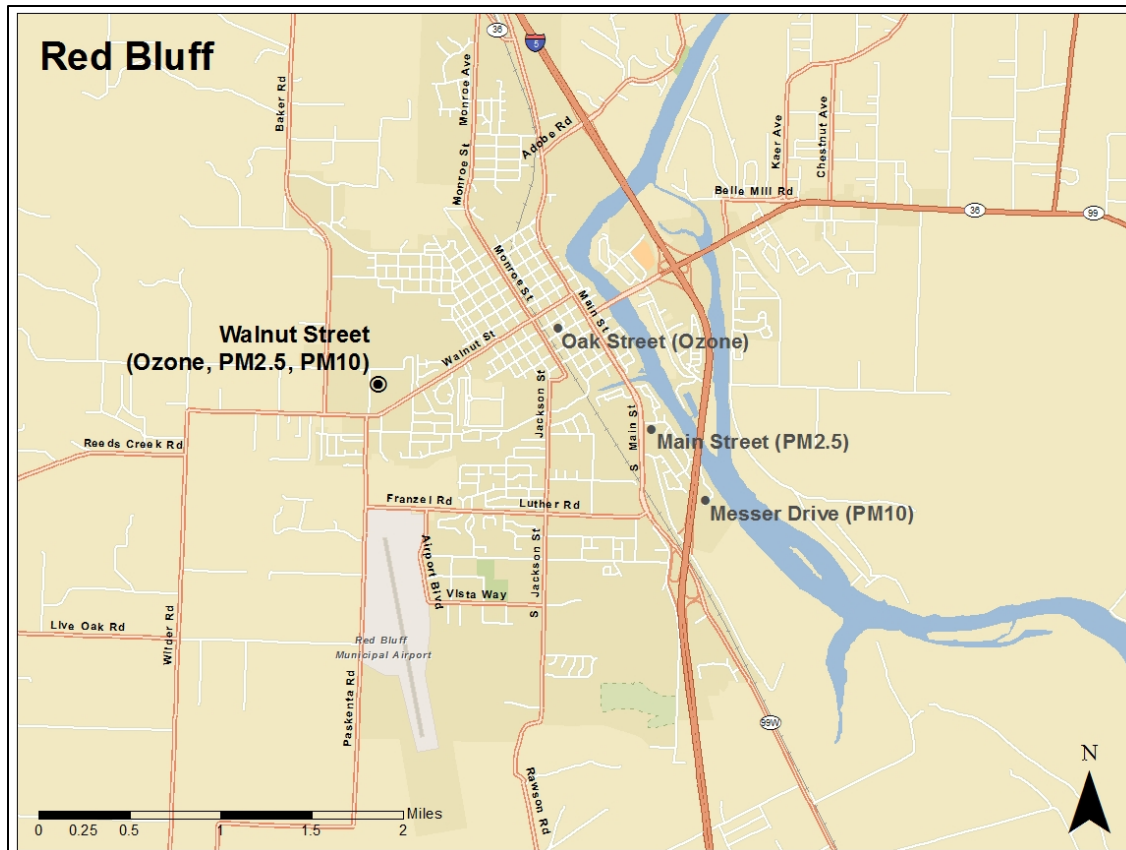 Red Bluff
36
5
Baker Rd
Monroe Ave
Monroe St
Adobe Rd
Kaer Ave
Chestnut Ave
Belle Mill Rd
36
99
Monroe St
Main St
Walnut Street
(Ozone, PM2.5, PM10)
Walnut St
Oak Street (Ozone)
Jackson St
S Main St
Main Street (PM2.5)
Reeds Creek Rd
Franzel Rd
Luther Rd
Messer Drive (PM10)
Airport Blvd
Vista Way
S Jackson St
Live Oak Rd
Wilder Rd
Red Bluff
Municipal Airport
Paskenta Rd
99W
Rawson Rd
N
Miles
0 0.25 0.5 1 1.5 2